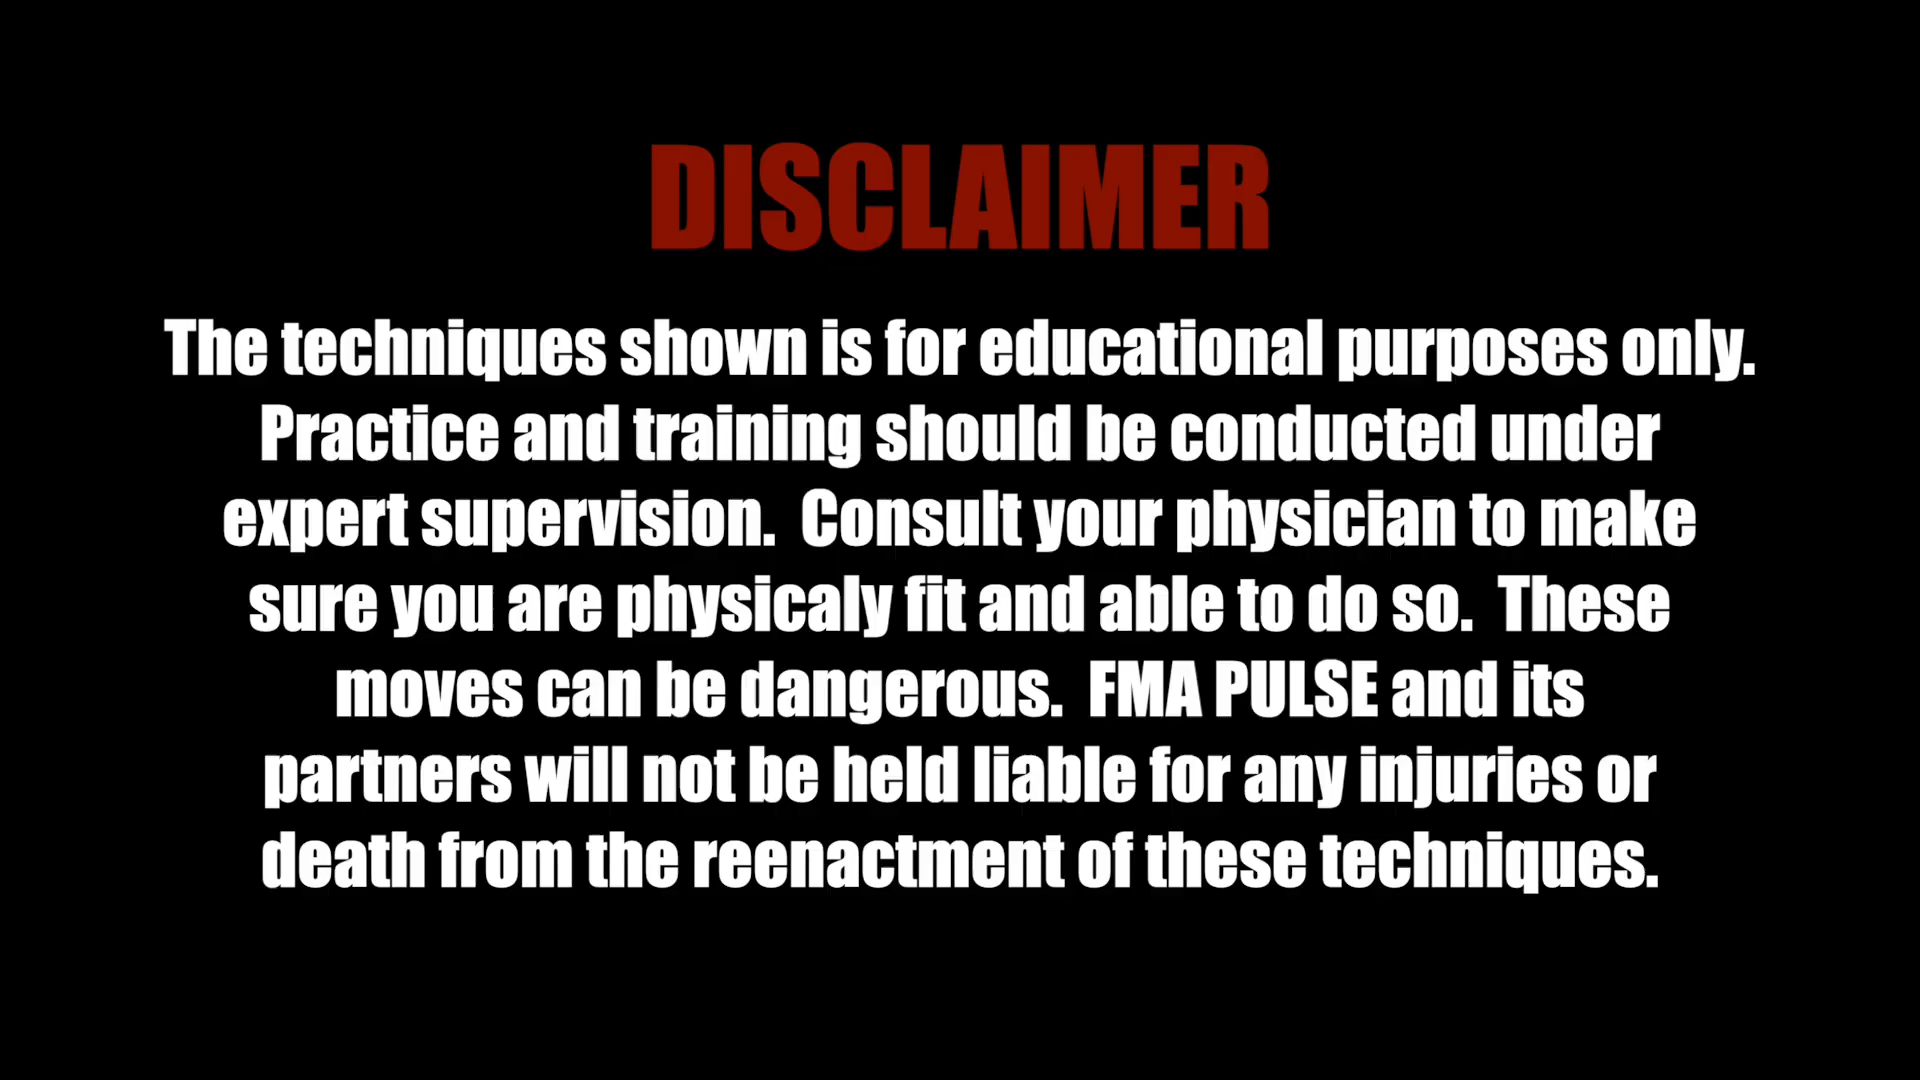 DISCLAIMER
The techniques shown is for educational purposes only.
Practice and training should be conducted under
expert supervision.  Consult your physician to make
sure you are physicaly fit and able to do so.  These
moves can be dangerous.  FMA PULSE and its
partners will not be held liable for any injuries or
death from the reenactment of these techniques.